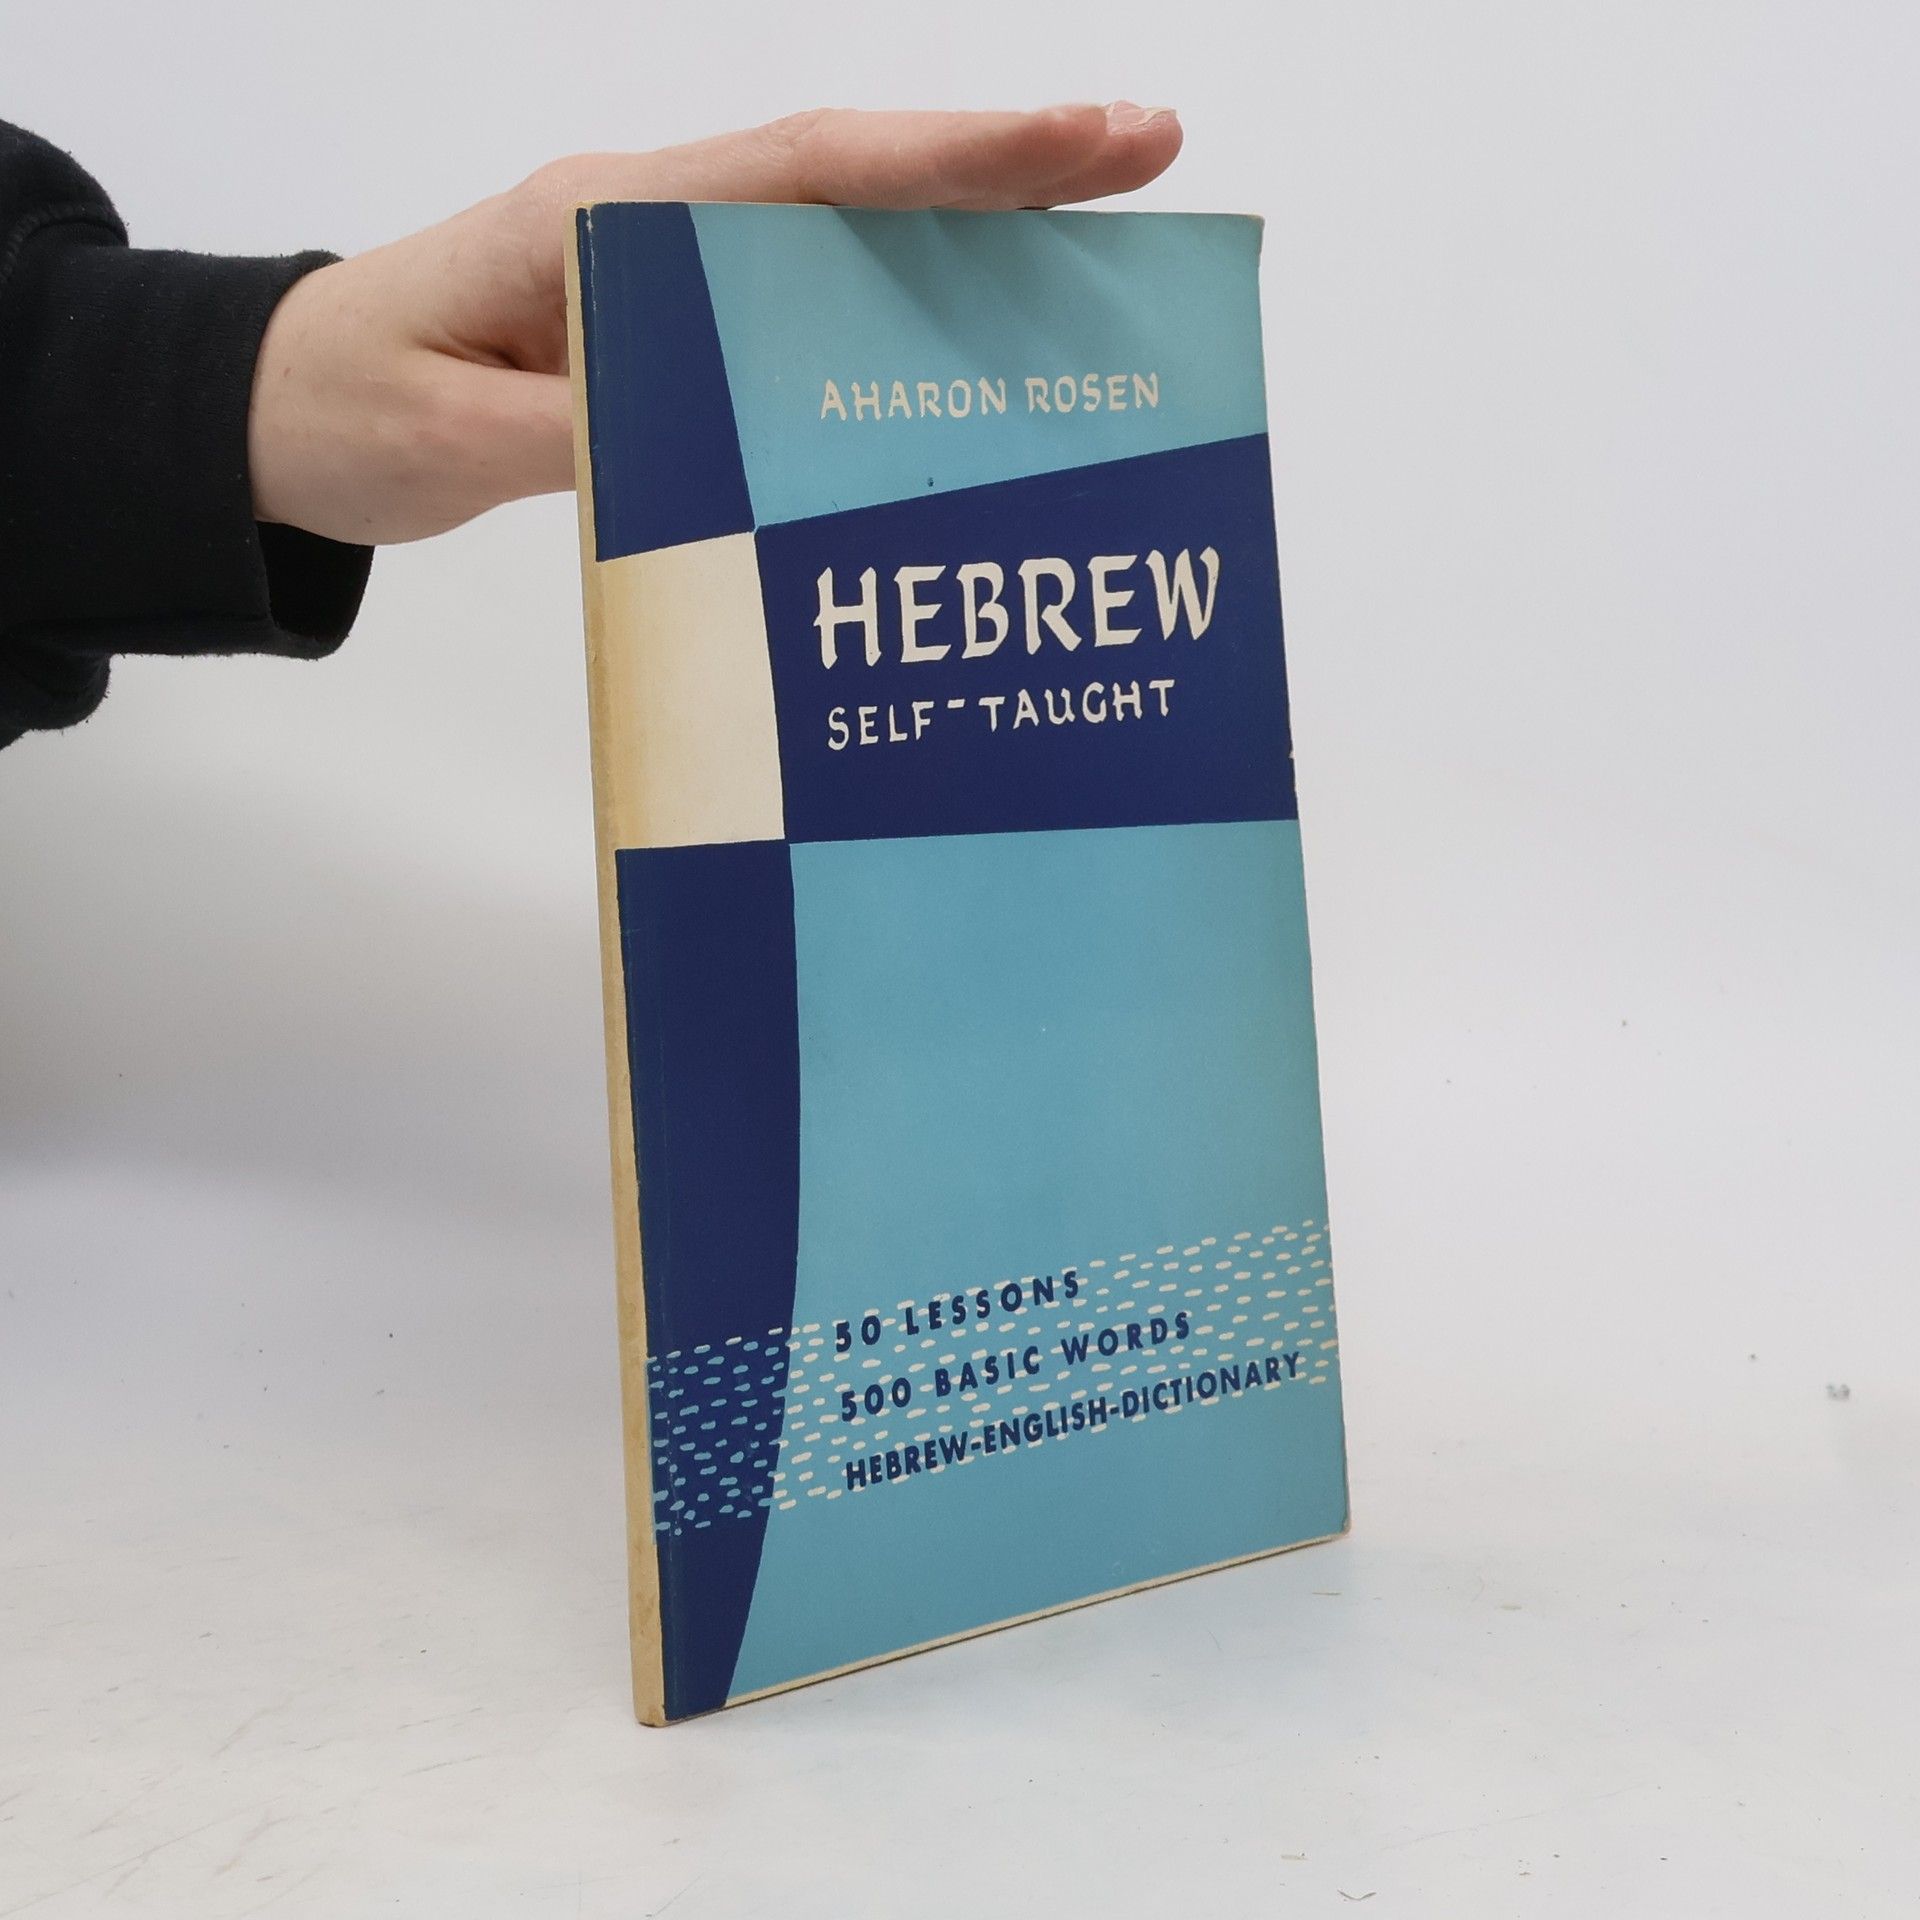 AHARON ROSEN
HEBREW
SELF-TAUGHT
50 LESSONS
500 BASIC WORDS
HEBREW-ENGLISH-DICTIONARY